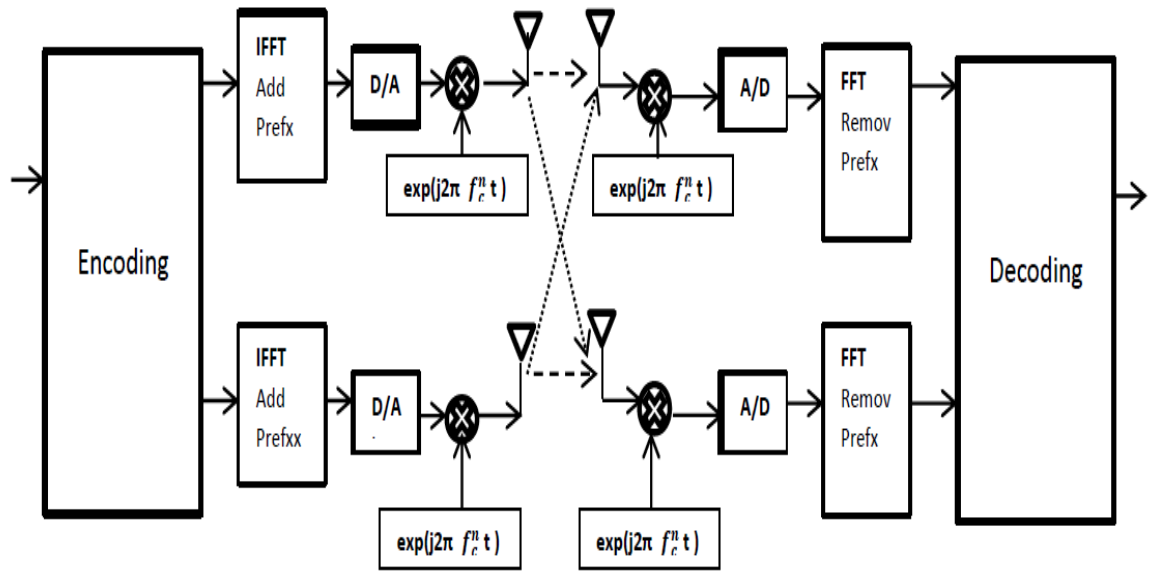 Encoding
IFFT
Add
Prefx
D/A
exp(j2π f_c^n t )
exp(j2π f_c^n t )
A/D
FFT
Remov
Prefx
Decoding
IFFT
Add
Prefxx
D/A
exp(j2π f_c^n t )
exp(j2π f_c^n t )
A/D
FFT
Remov
Prefx